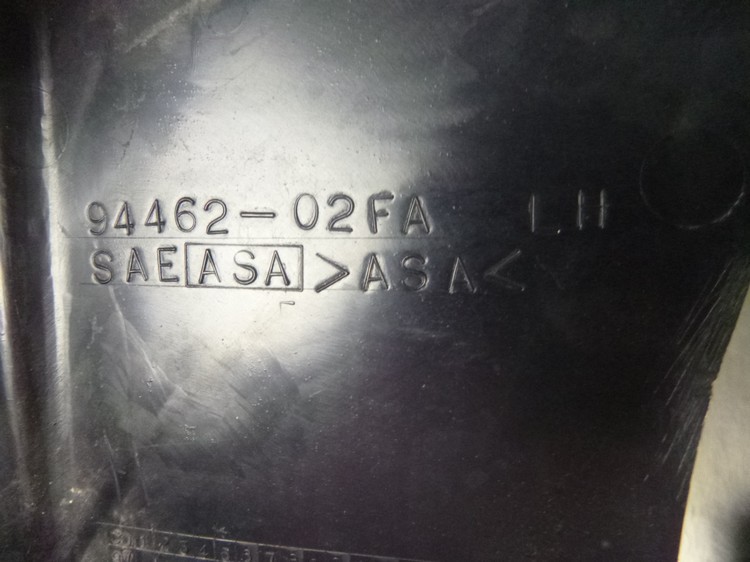 94462-02FA LH
SAE ASA >ASA<